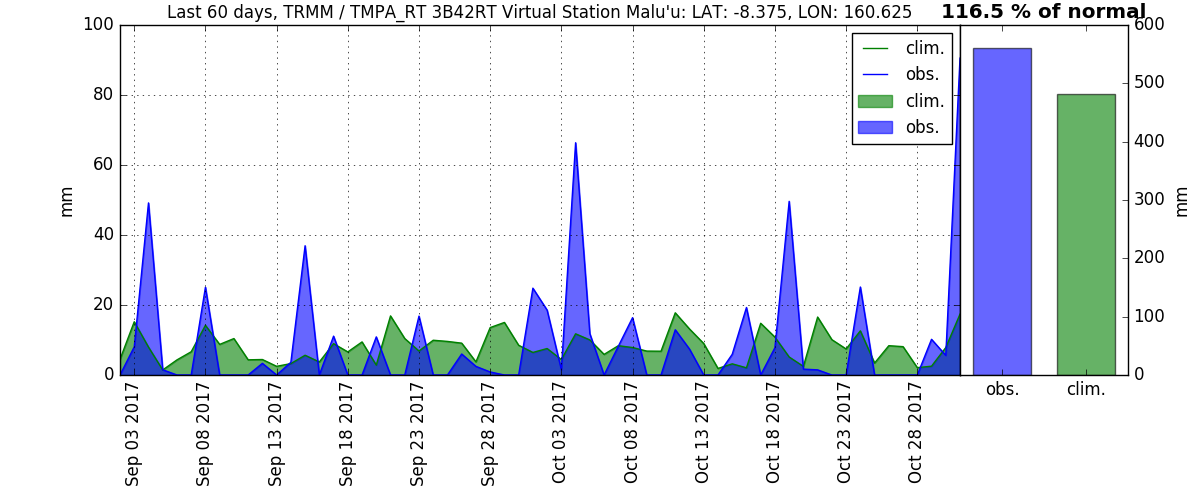 Last 60 days, TRMM / TMPA_RT 3B42RT Virtual Station Malu'u: LAT: -8.375, LON: 160.625
116.5 % of normal
100
80
60
40
20
0
mm
clim.
obs.
clim.
obs.
600
500
400
300
200
100
0
mm
Sep 03 2017
Sep 08 2017
Sep 13 2017
Sep 18 2017
Sep 23 2017
Sep 28 2017
Oct 03 2017
Oct 08 2017
Oct 13 2017
Oct 18 2017
Oct 23 2017
Oct 28 2017
obs.
clim.